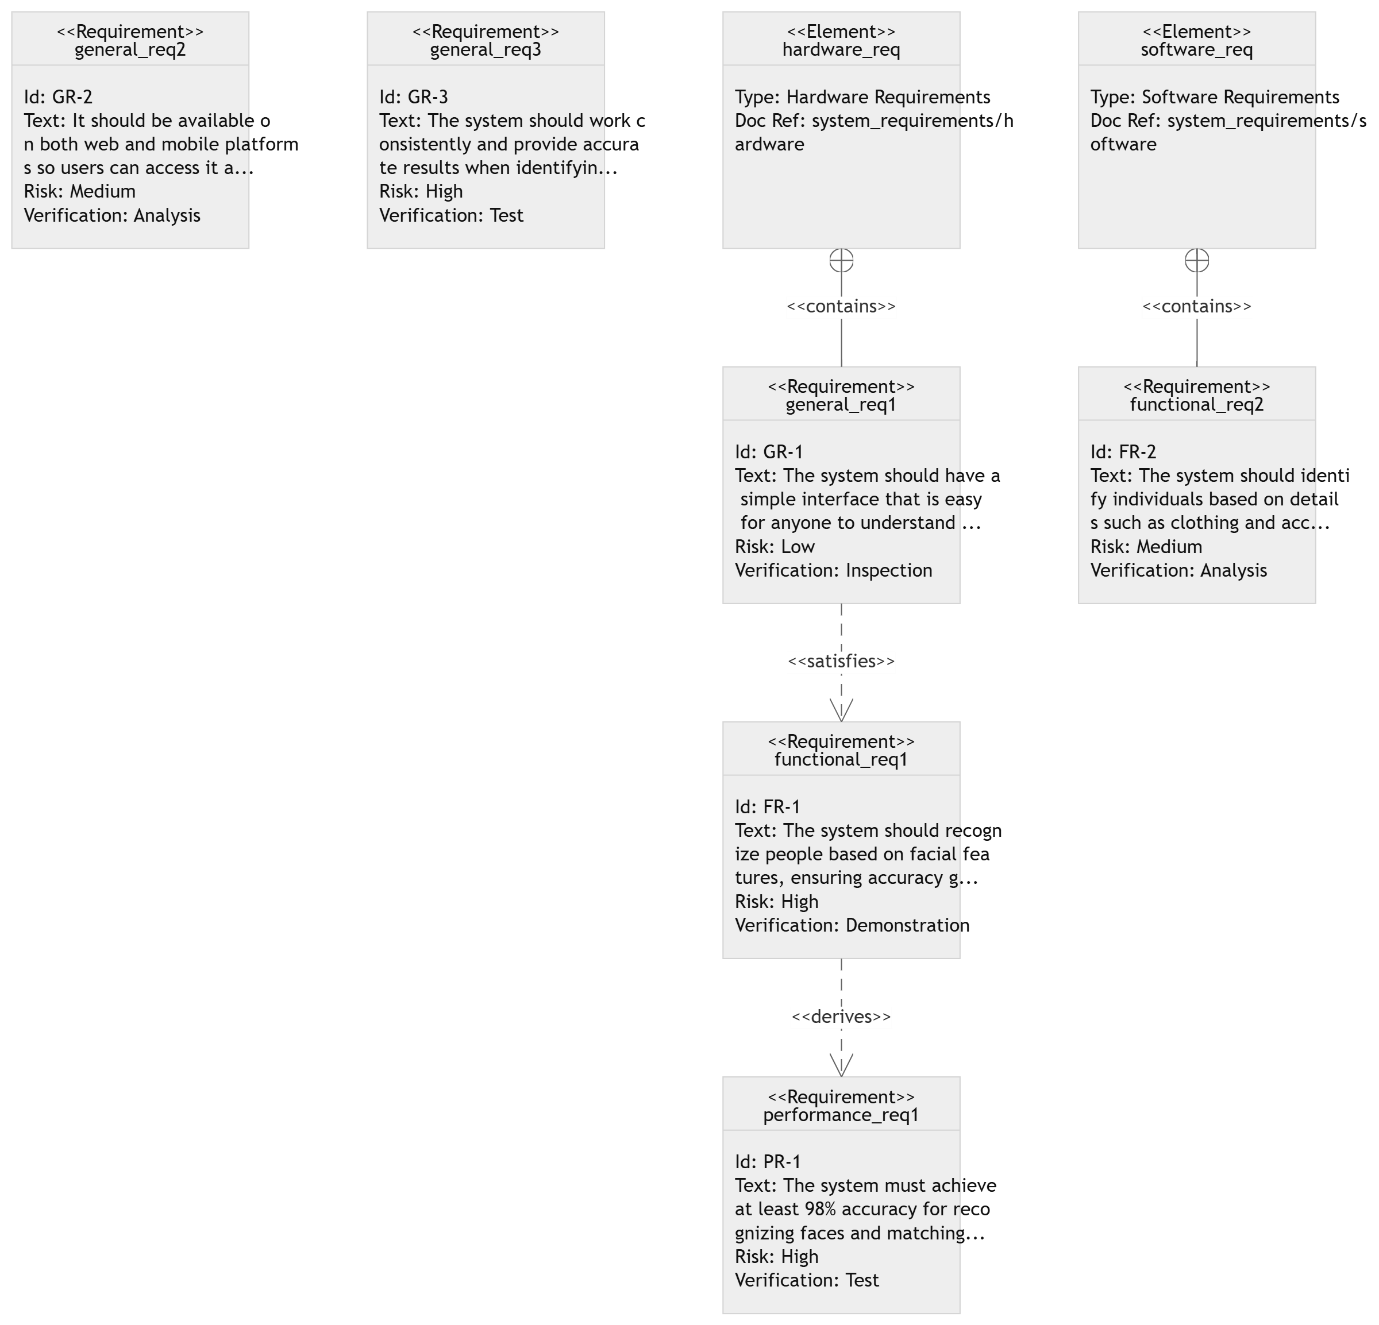 <<Requirement>>
general_req2
Id: GR-2
Text: It should be available o
n both web and mobile platform
s so users can access it a...
Risk: Medium
Verification: Analysis
<<Requirement>>
general_req3
Id: GR-3
Text: The system should work c
onsistently and provide accura
te results when identifyin...
Risk: High
Verification: Test
<<Element>>
hardware_req
Type: Hardware Requirements
Doc Ref: system_requirements/h
ardware
<<Element>>
software_req
Type: Software Requirements
Doc Ref: system_requirements/s
oftware
<<contains>>
<<contains>>
<<Requirement>>
general_req1
Id: GR-1
Text: The system should have a
simple interface that is easy
for anyone to understand ...
Risk: Low
Verification: Inspection
<<Requirement>>
functional_req2
Id: FR-2
Text: The system should identi
fy individuals based on detail
s such as clothing and acc...
Risk: Medium
Verification: Analysis
<<satisfies>>
<<Requirement>>
functional_req1
Id: FR-1
Text: The system should recogn
ize people based on facial fea
tures, ensuring accuracy g...
Risk: High
Verification: Demonstration
<<derives>>
<<Requirement>>
performance_req1
Id: PR-1
Text: The system must achieve
at least 98% accuracy for reco
gnizing faces and matching...
Risk: High
Verification: Test